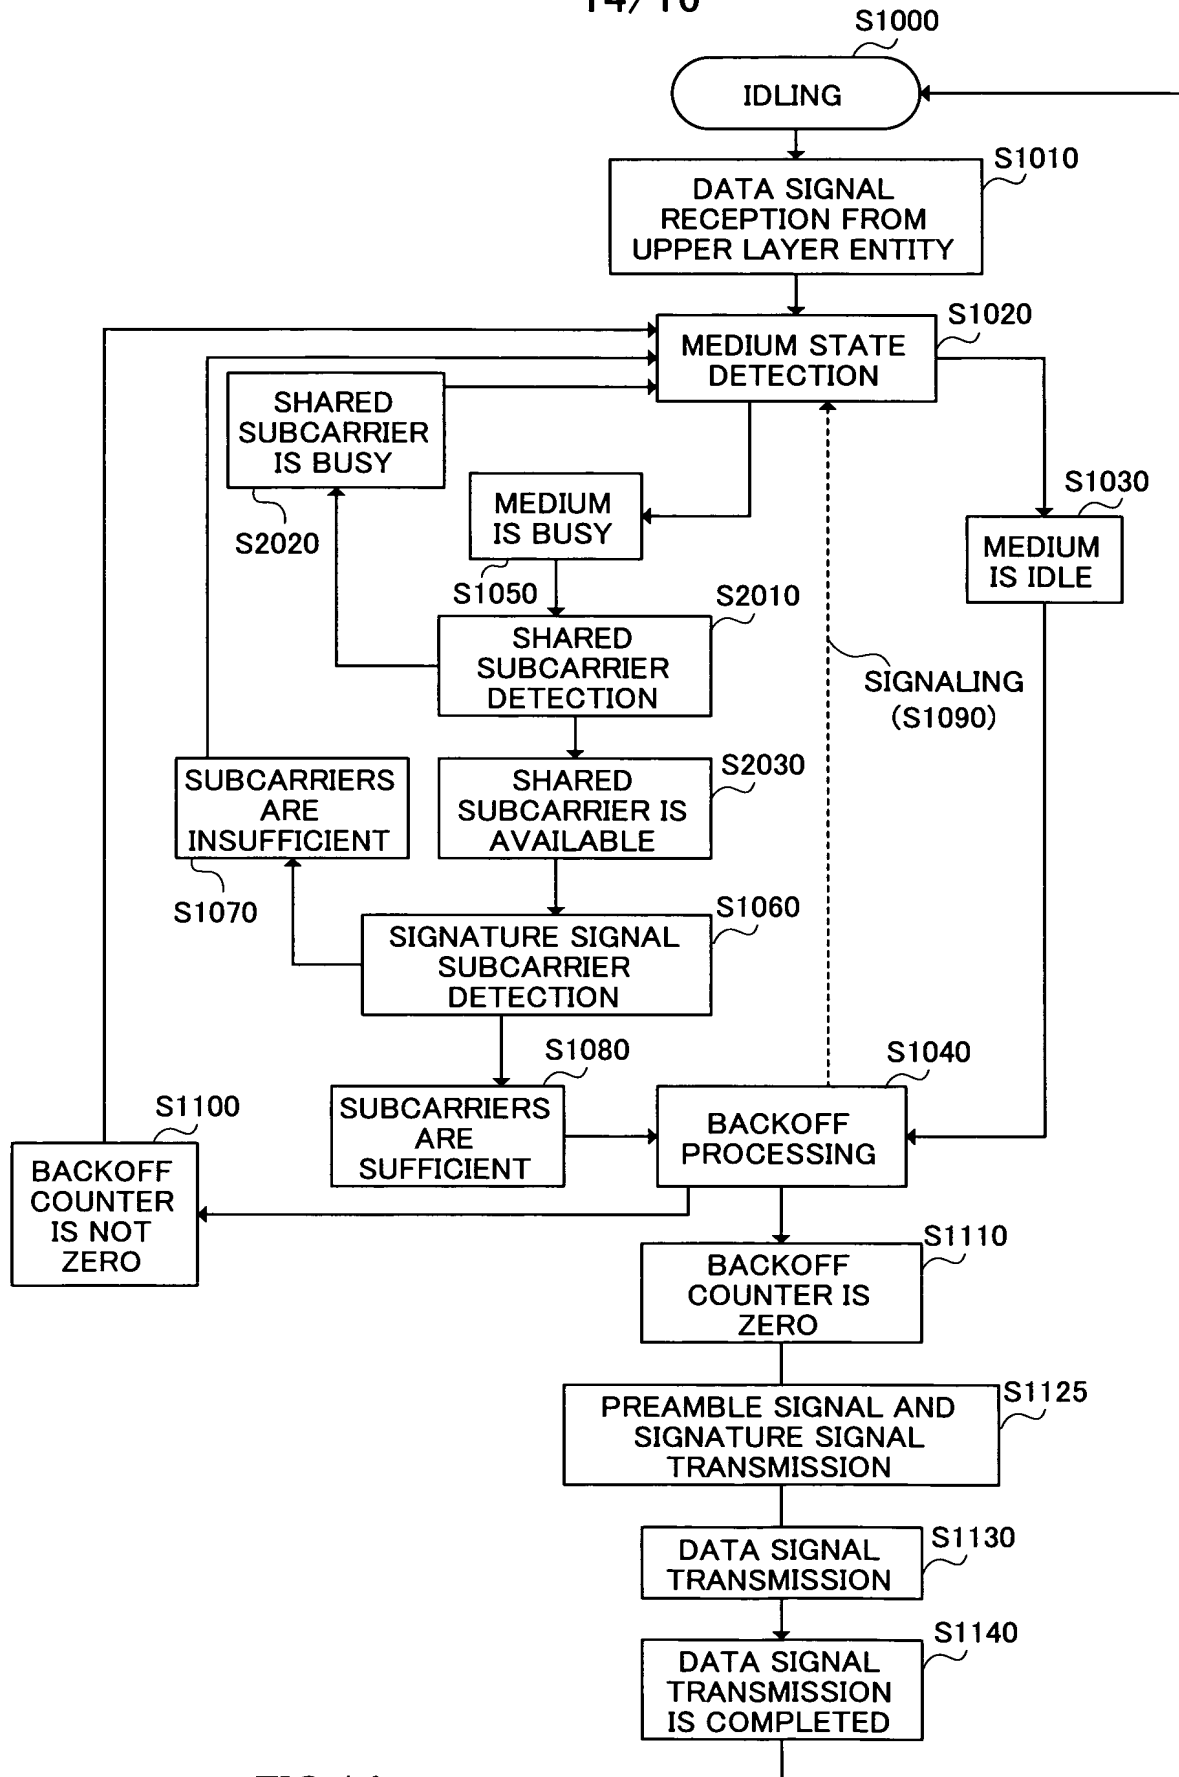 14/16
S1000
IDLING
S1010
DATA SIGNAL
RECEPTION FROM
UPPER LAYER ENTITY
S1020
MEDIUM STATE
DETECTION
SHARED
SUBCARRIER
IS BUSY
S2020
MEDIUM
IS BUSY
S1050
S1030
MEDIUM
IS IDLE
S2010
SHARED
SUBCARRIER
DETECTION
SIGNALING
(S1090)
S2030
SHARED
SUBCARRIER IS
AVAILABLE
SUBCARRIERS
ARE
INSUFFICIENT
S1070
S1060
SIGNATURE SIGNAL
SUBCARRIER
DETECTION
S1080
SUBCARRIERS
ARE
SUFFICIENT
S1040
BACKOFF
PROCESSING
S1100
BACKOFF
COUNTER
IS NOT
ZERO
S1110
BACKOFF
COUNTER IS
ZERO
S1125
PREAMBLE SIGNAL AND
SIGNATURE SIGNAL
TRANSMISSION
S1130
DATA SIGNAL
TRANSMISSION
S1140
DATA SIGNAL
TRANSMISSION
IS COMPLETED